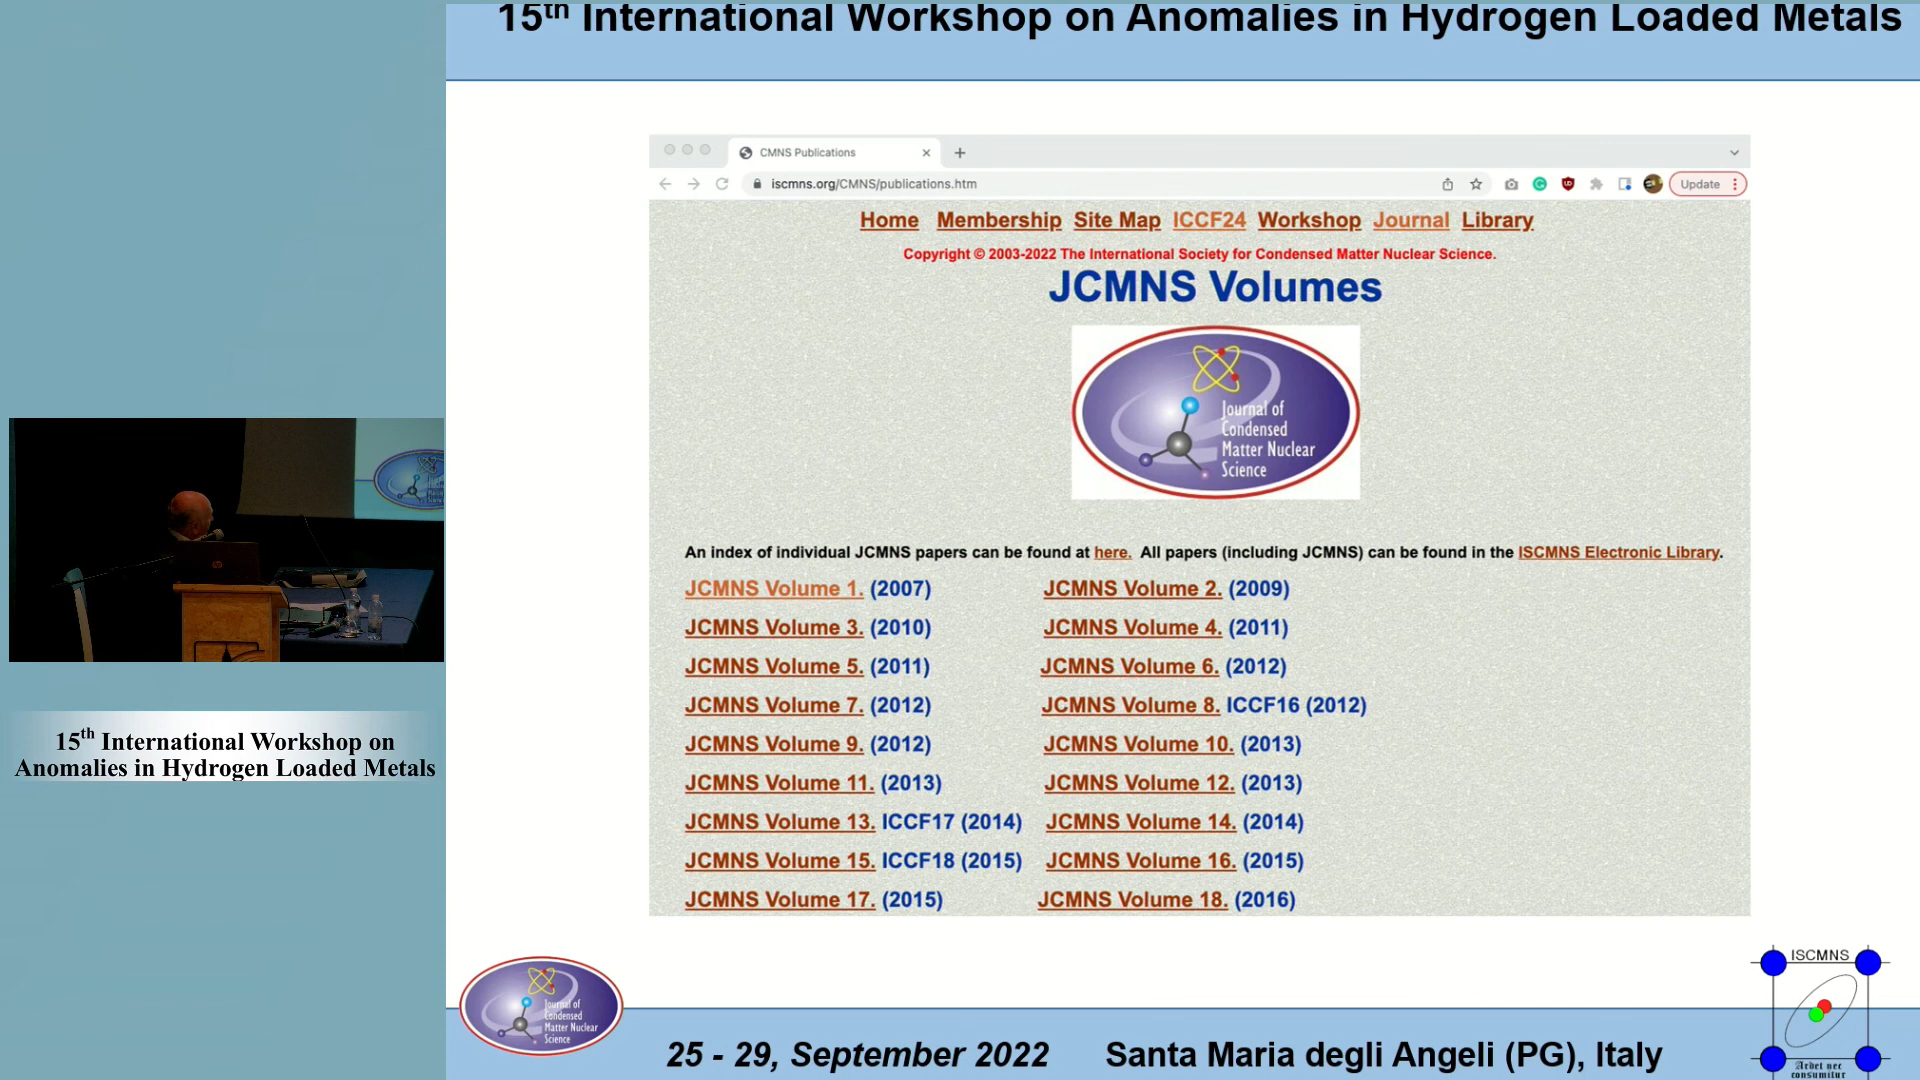 15th International Workshop on Anomalies in Hydrogen Loaded Metals
CMNS Publications
iscmns.org/CMNS/publications.htm
Update
Home Membership Site Map ICCF24 Workshop Journal Library
Copyright © 2003-2022 The International Society for Condensed Matter Nuclear Science.
JCMNS Volumes
Journal of
Condensed
Matter Nuclear
Science
An index of individual JCMNS papers can be found at here. All papers (including JCMNS) can be found in the ISCMNS Electronic Library.
JCMNS Volume 1. (2007) JCMNS Volume 2. (2009)
JCMNS Volume 3. (2010) JCMNS Volume 4. (2011)
JCMNS Volume 5. (2011) JCMNS Volume 6. (2012)
JCMNS Volume 7. (2012) JCMNS Volume 8. ICCF16 (2012)
JCMNS Volume 9. (2012) JCMNS Volume 10. (2013)
JCMNS Volume 11. (2013) JCMNS Volume 12. (2013)
JCMNS Volume 13. ICCF17 (2014) JCMNS Volume 14. (2014)
JCMNS Volume 15. ICCF18 (2015) JCMNS Volume 16. (2015)
JCMNS Volume 17. (2015) JCMNS Volume 18. (2016)
15th International Workshop on
Anomalies in Hydrogen Loaded Metals
Journal of
Condensed
Matter Nuclear
Science
25 - 29, September 2022 Santa Maria degli Angeli (PG), Italy
ISCMNS
Ardet nec
consumitur